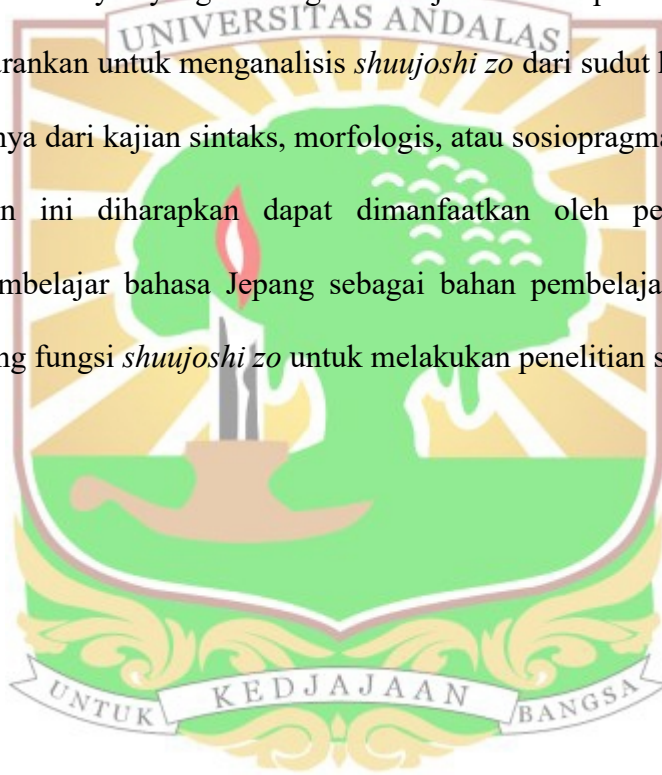 UNIVERSITAS ANDALAS
arankan untuk menganalisis shuujoshi zo dari sudut
nya dari kajian sintaks, morfologis, atau sosiopragma
n ini diharapkan dapat dimanfaatkan oleh pe
mbelajar bahasa Jepang sebagai bahan pembelaja
ng fungsi shuujoshi zo untuk melakukan penelitian s
UNTUK KEDJAJAAN BANGSA